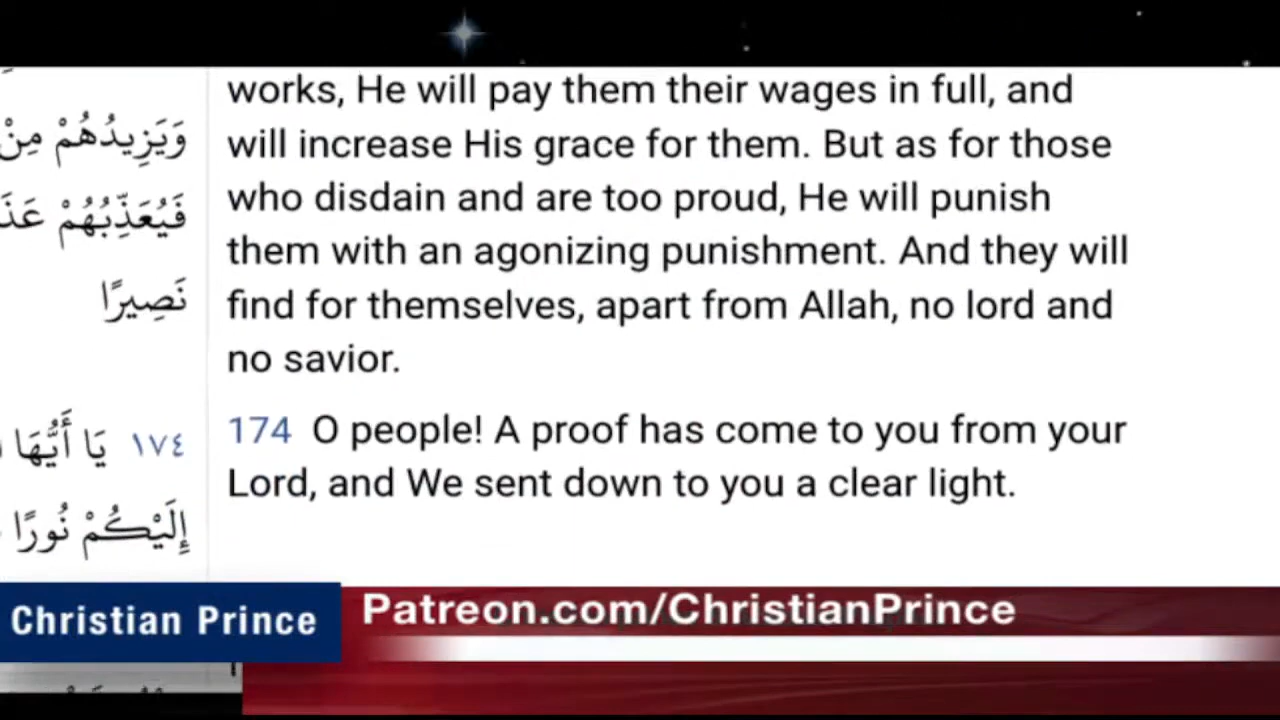 works, He will pay them their wages in full, and
will increase His grace for them. But as for those
who disdain and are too proud, He will punish
them with an agonizing punishment. And they will
find for themselves, apart from Allah, no lord and
no savior.
174 O people! A proof has come to you from your
Lord, and We sent down to you a clear light.
وَيَزِيدُهُمْ مِنْ
فَيُعَذِّبُهُمْ
نَصِيرًا
١٧٤ يَا أَيُّهَا
إِلَيْكُمْ نُورًا
Christian Prince
Patreon.com/ChristianPrince